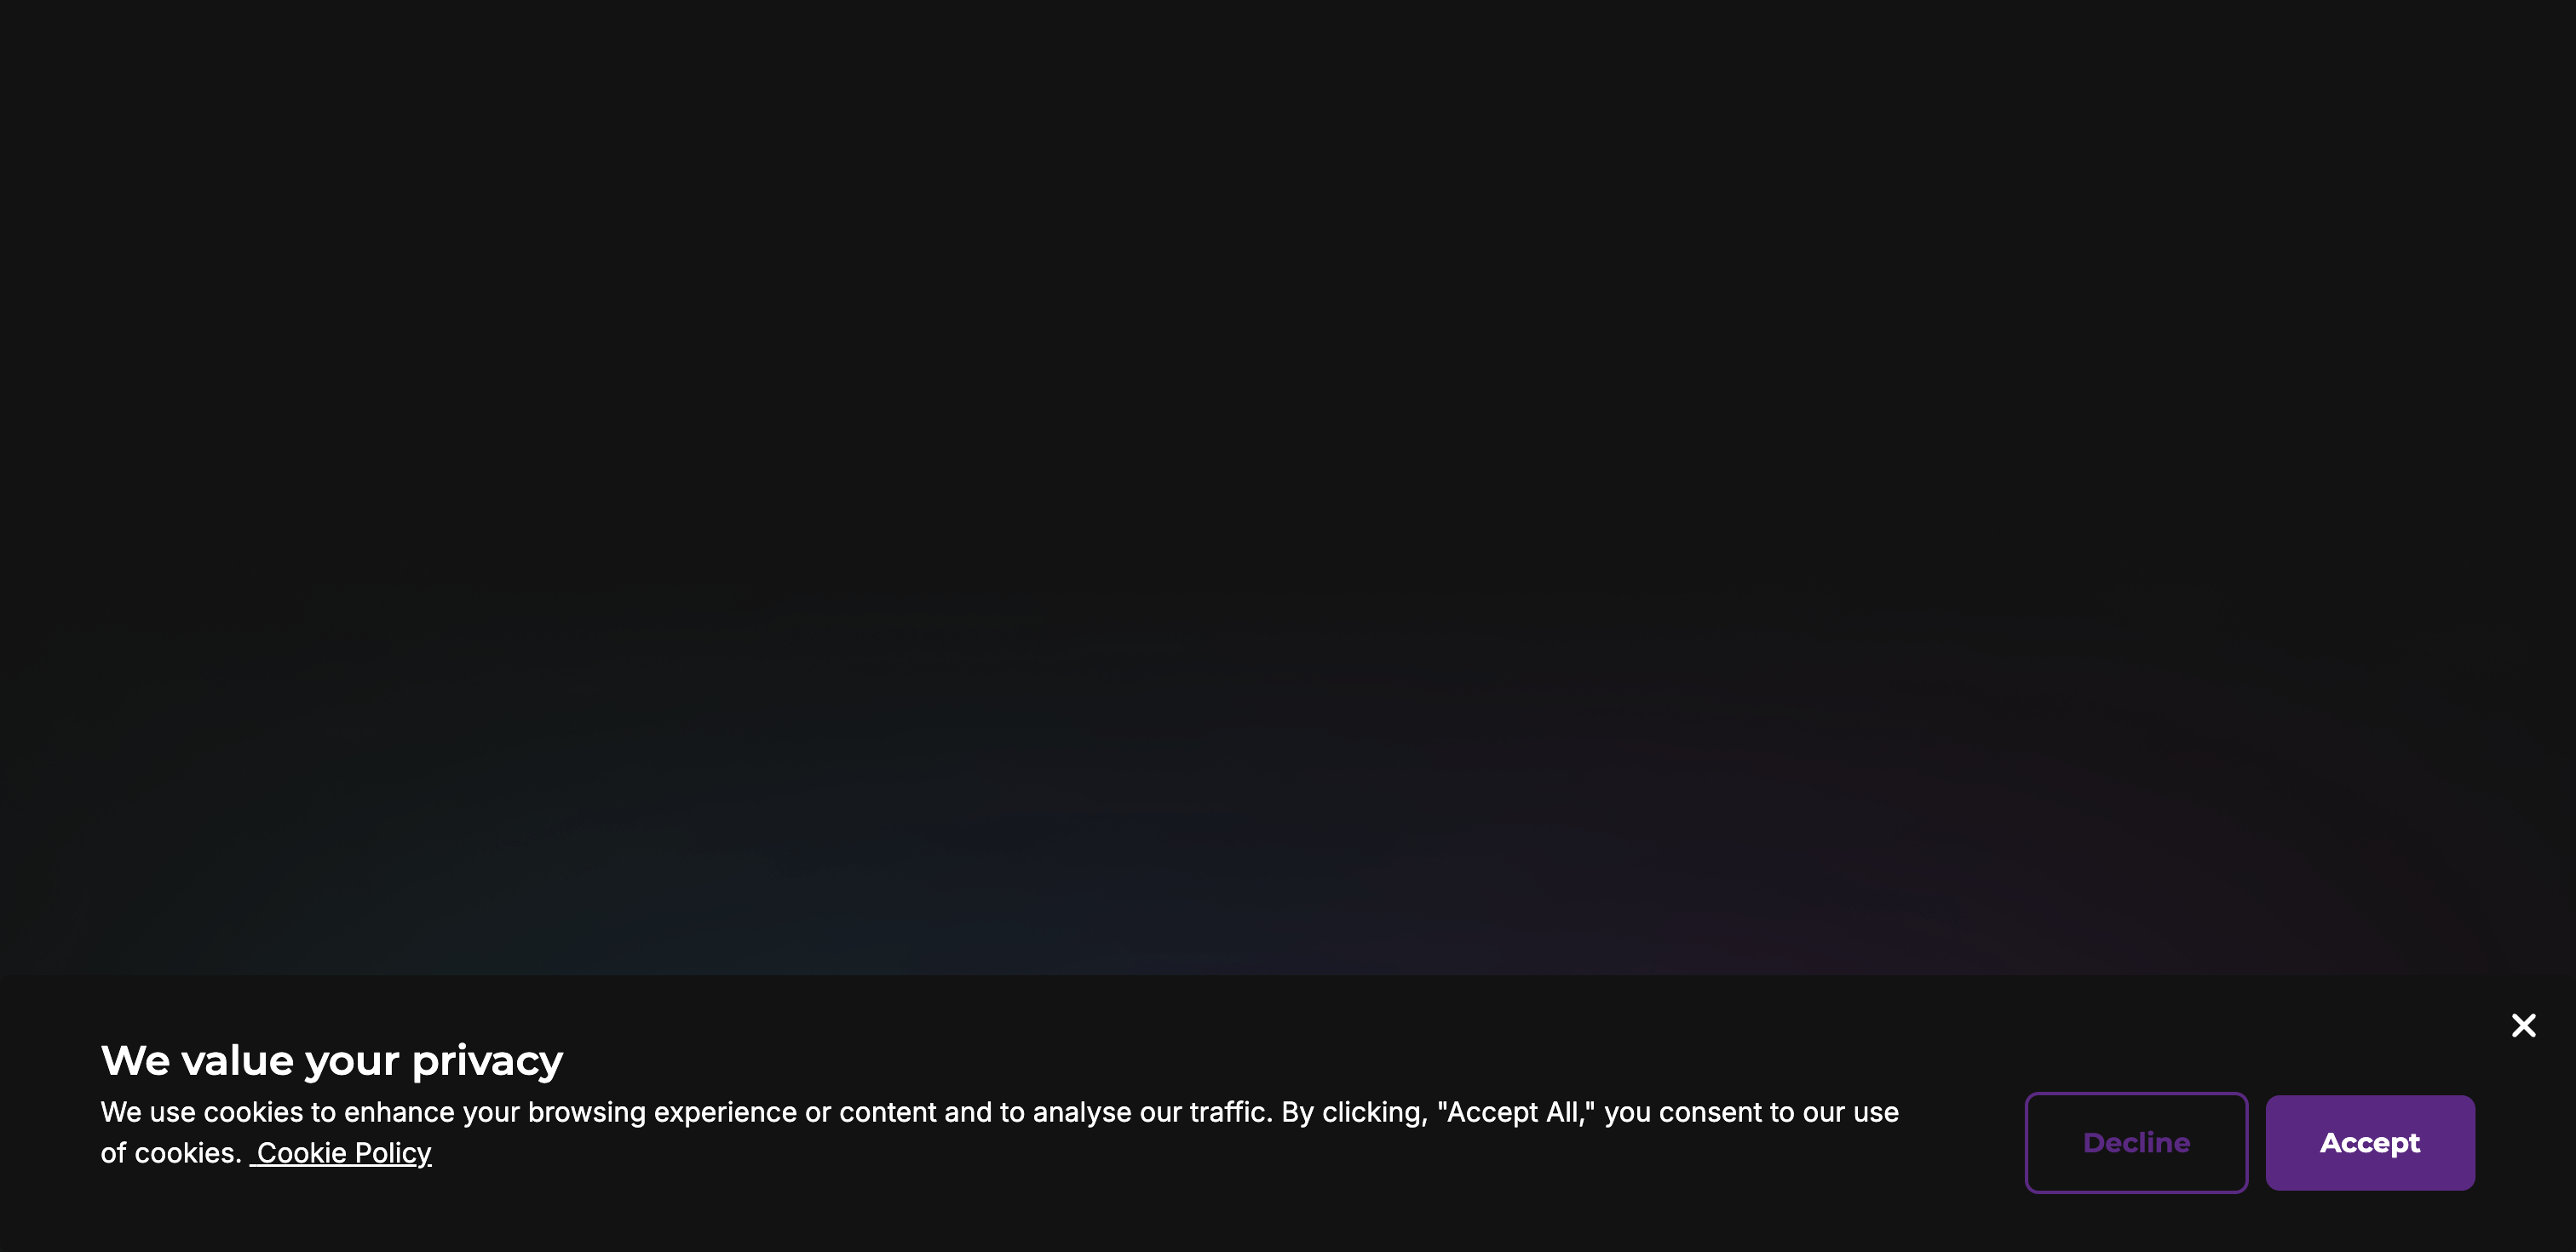 We value your privacy
We use cookies to enhance your browsing experience or content and to analyse our traffic. By clicking, "Accept All," you consent to our use
of cookies. Cookie Policy
Decline
Accept